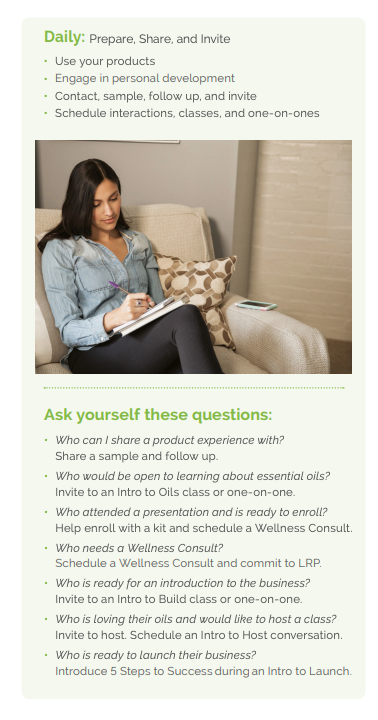 Daily: Prepare, Share, and Invite
• Use your products
• Engage in personal development
• Contact, sample, follow up, and invite
• Schedule interactions, classes, and one-on-ones
Ask yourself these questions:
• Who can I share a product experience with?
Share a sample and follow up.
• Who would be open to learning about essential oils?
Invite to an Intro to Oils class or one-on-one.
• Who attended a presentation and is ready to enroll?
Help enroll with a kit and schedule a Wellness Consult.
• Who needs a Wellness Consult?
Schedule a Wellness Consult and commit to LRP.
• Who is ready for an introduction to the business?
Invite to an Intro to Build class or one-on-one.
• Who is loving their oils and would like to host a class?
Invite to host. Schedule an Intro to Host conversation.
• Who is ready to launch their business?
Introduce 5 Steps to Success during an Intro to Launch.